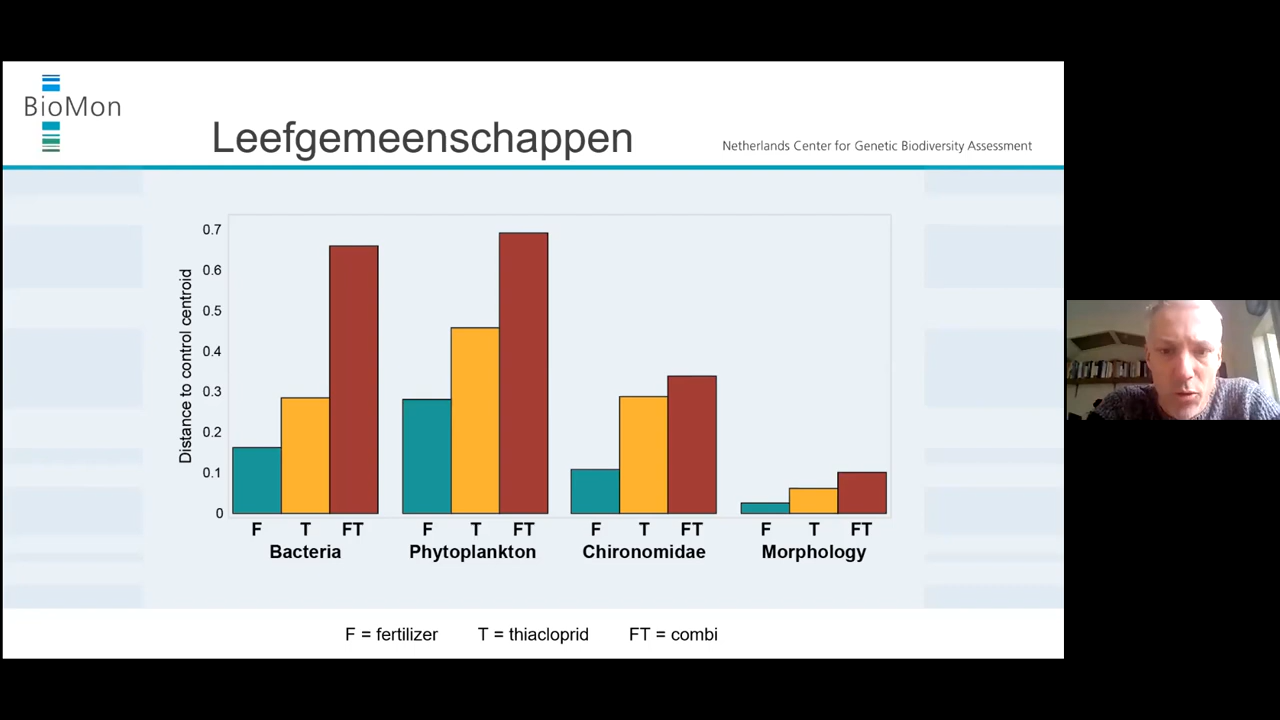 BioMon
Leefgemeenschappen
Netherlands Center for Genetic Biodiversity Assessment
Distance to control centroid
0.7
0.6
0.5
0.4
0.3
0.2
0.1
0
F T FT F T FT F T FT F T FT
Bacteria Phytoplankton Chironomidae Morphology
F = fertilizer T = thiacloprid FT = combi